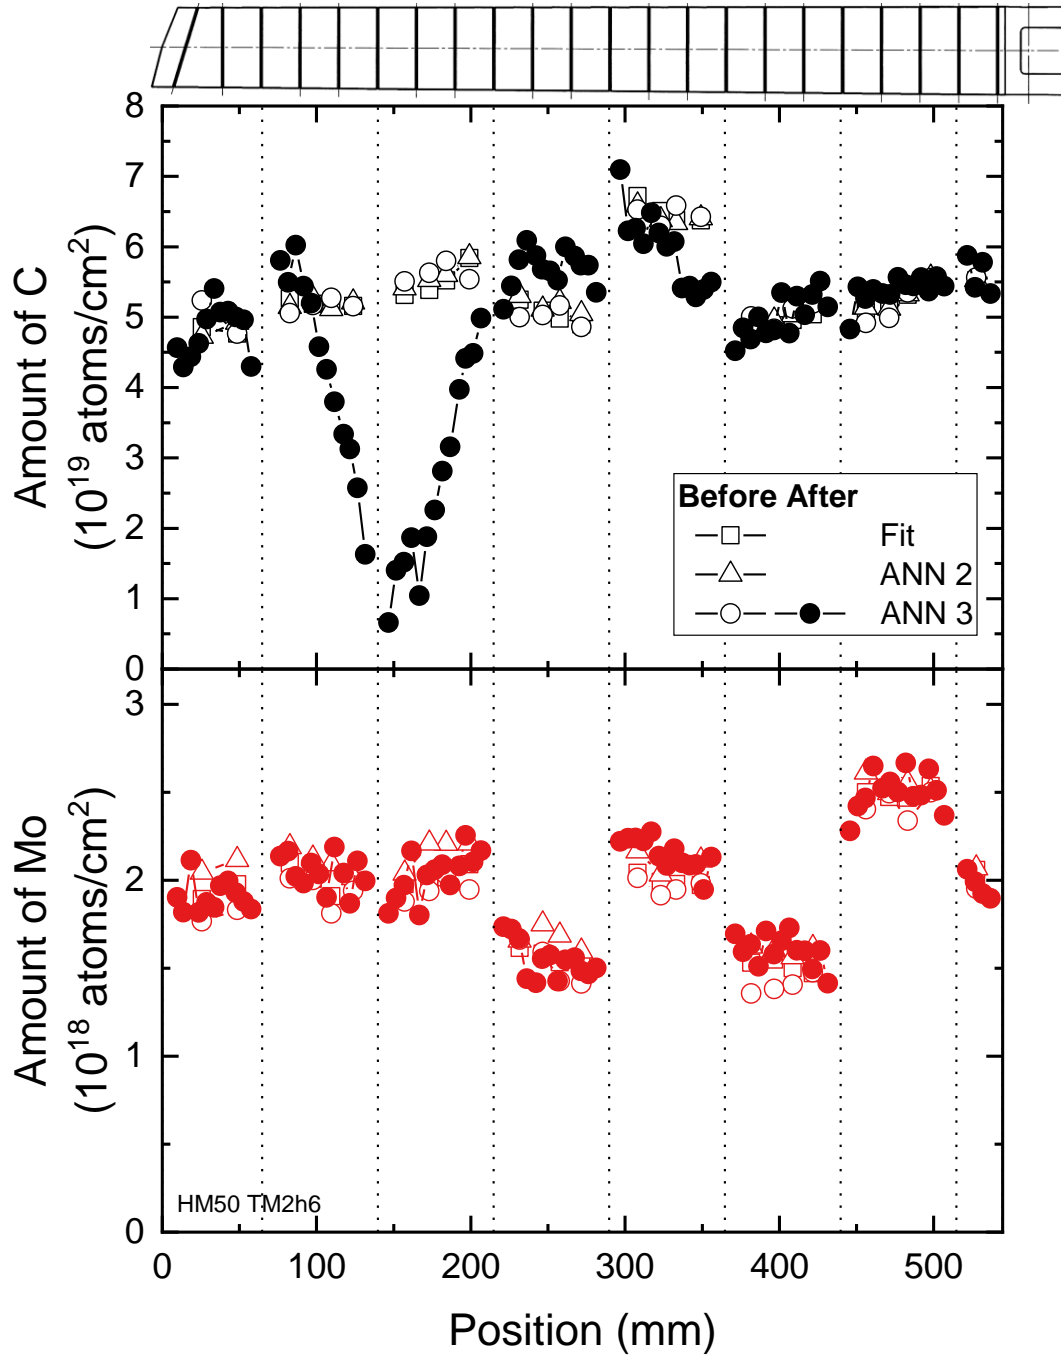 8
7
6
5
4
3
2
1
0
Amount of C
(10¹⁹ atoms/cm²)
Before After
Fit
ANN 2
ANN 3
3
2
1
0
Amount of Mo
(10¹⁸ atoms/cm²)
HM50 TM2h6
0 100 200 300 400 500
Position (mm)